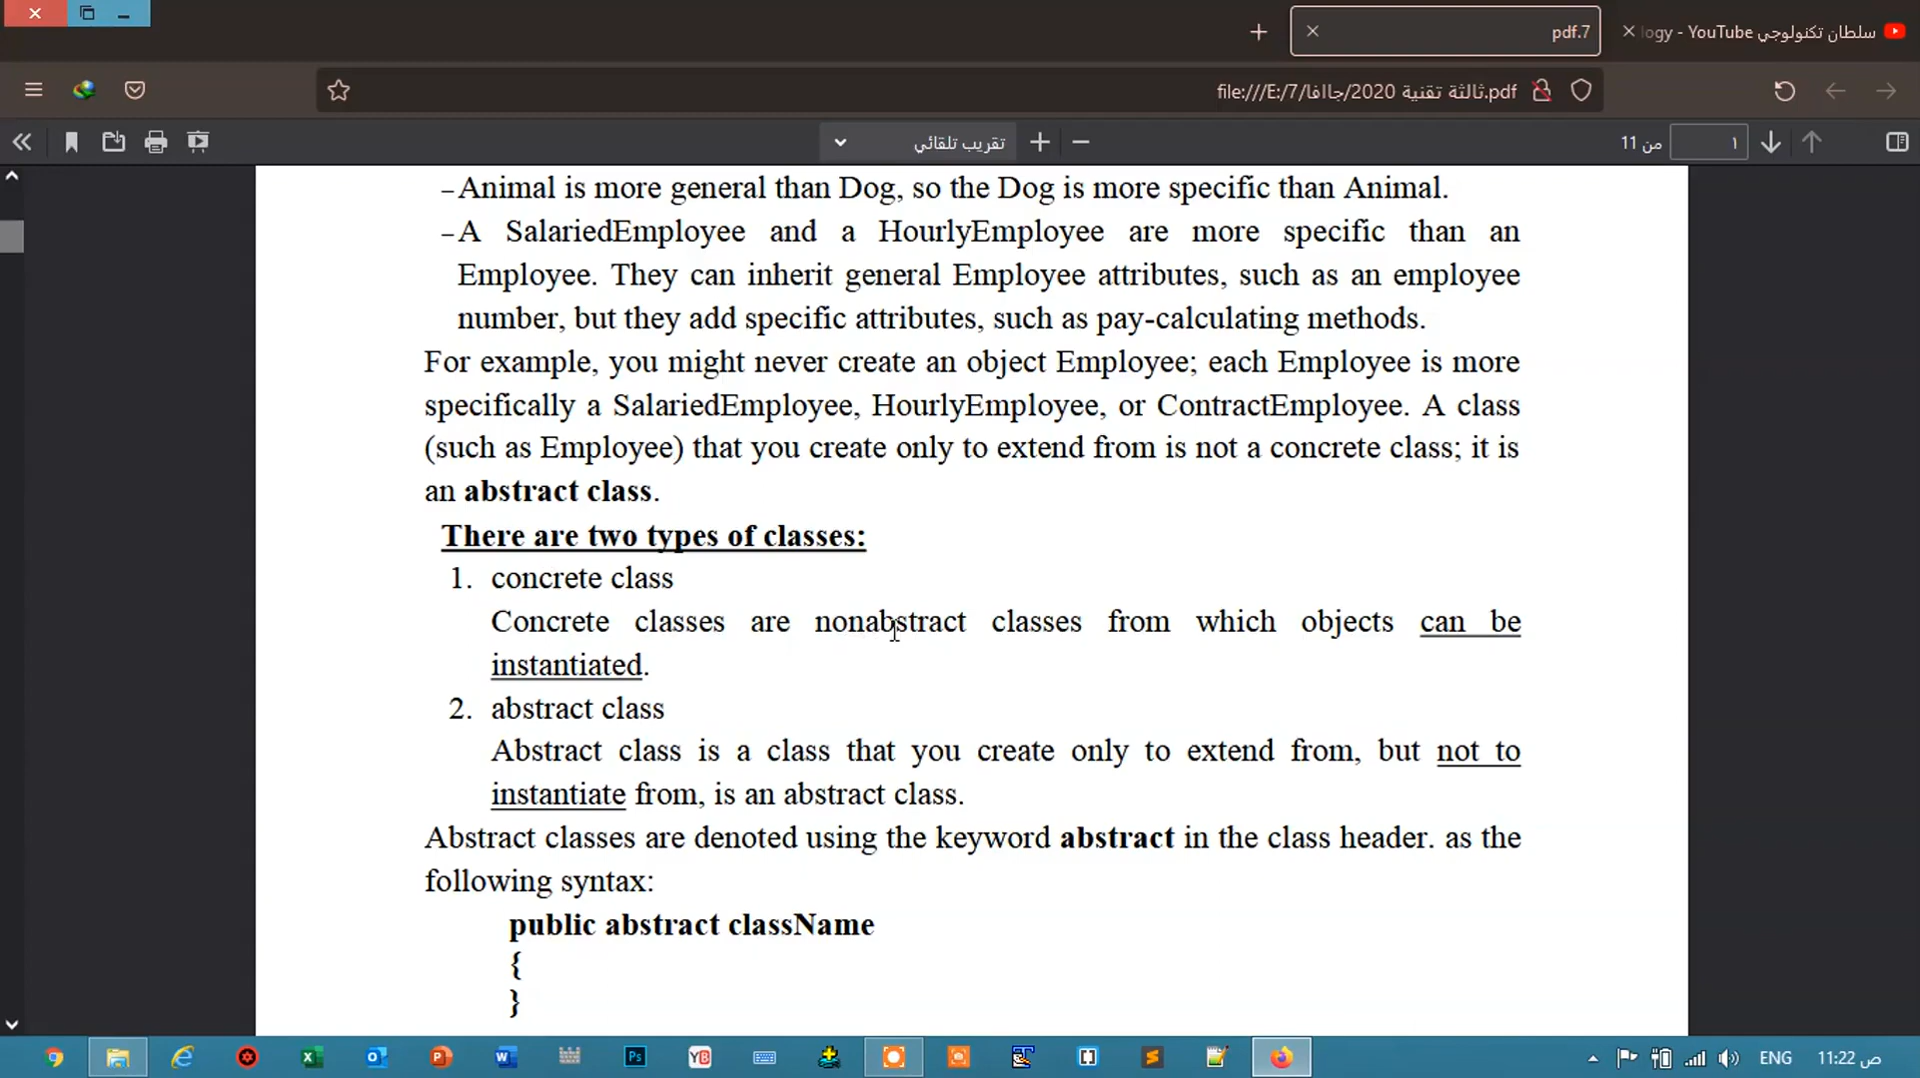 سلطان تكنولوجي logy - YouTube
7.pdf
file:///E:/7/ثالثة تقنية 2020/جاافا.pdf
١
من 11
تقريب تلقائي
– Animal is more general than Dog, so the Dog is more specific than Animal.
– A SalariedEmployee and a HourlyEmployee are more specific than an
Employee. They can inherit general Employee attributes, such as an employee
number, but they add specific attributes, such as pay-calculating methods.
For example, you might never create an object Employee; each Employee is more
specifically a SalariedEmployee, HourlyEmployee, or ContractEmployee. A class
(such as Employee) that you create only to extend from is not a concrete class; it is
an abstract class.
There are two types of classes:
1. concrete class
Concrete classes are nonabstract classes from which objects can be
instantiated.
2. abstract class
Abstract class is a class that you create only to extend from, but not to
instantiate from, is an abstract class.
Abstract classes are denoted using the keyword abstract in the class header. as the
following syntax:
public abstract className
{
}
Ps
YB
ENG
11:22 ص